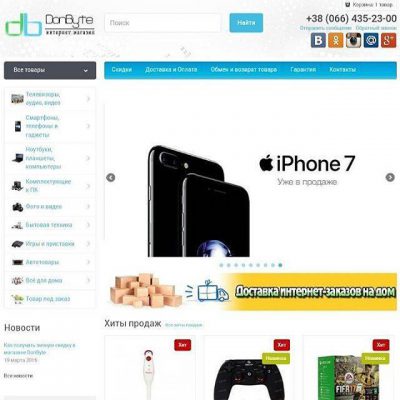 Корзина: 1 товар
DonByte
интернет магазин
Поиск
Найти
+38 (066) 435-23-00
Отправить сообщение
Обратный звонок
Все товары
Скидки
Доставка и Оплата
Обмен и возврат товара
Гарантия
Контакты
Телевизоры, аудио, видео
Смартфоны, телефоны и гаджеты
Ноутбуки, планшеты, компьютеры
Комплектующие к ПК
Фото и видео
Бытовая техника
Игры и приставки
Автотовары
Всё для дома
Товар под заказ
iPhone 7
Уже в продаже
Доставка интернет-заказов на дом
Новости
Как получить зимнюю скидку в магазине DonByte
19 марта 2016
Все новости
Хиты продаж
все хиты продаж
Хит
Хит
Новинка
Хит
Новинка
FIFA 17